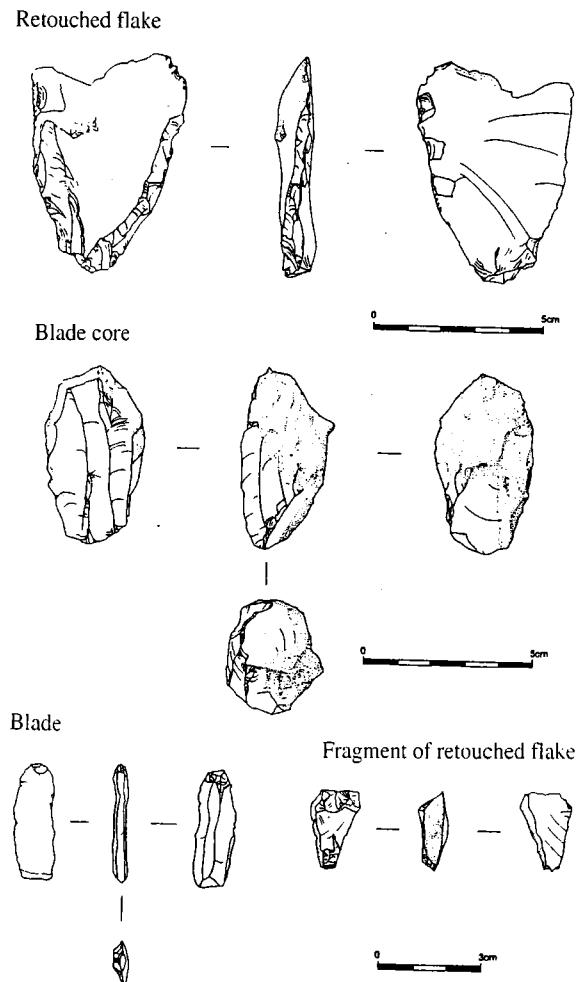 Retouched flake
0 5cm
Blade core
0 5cm
Blade
Fragment of retouched flake
0 3cm